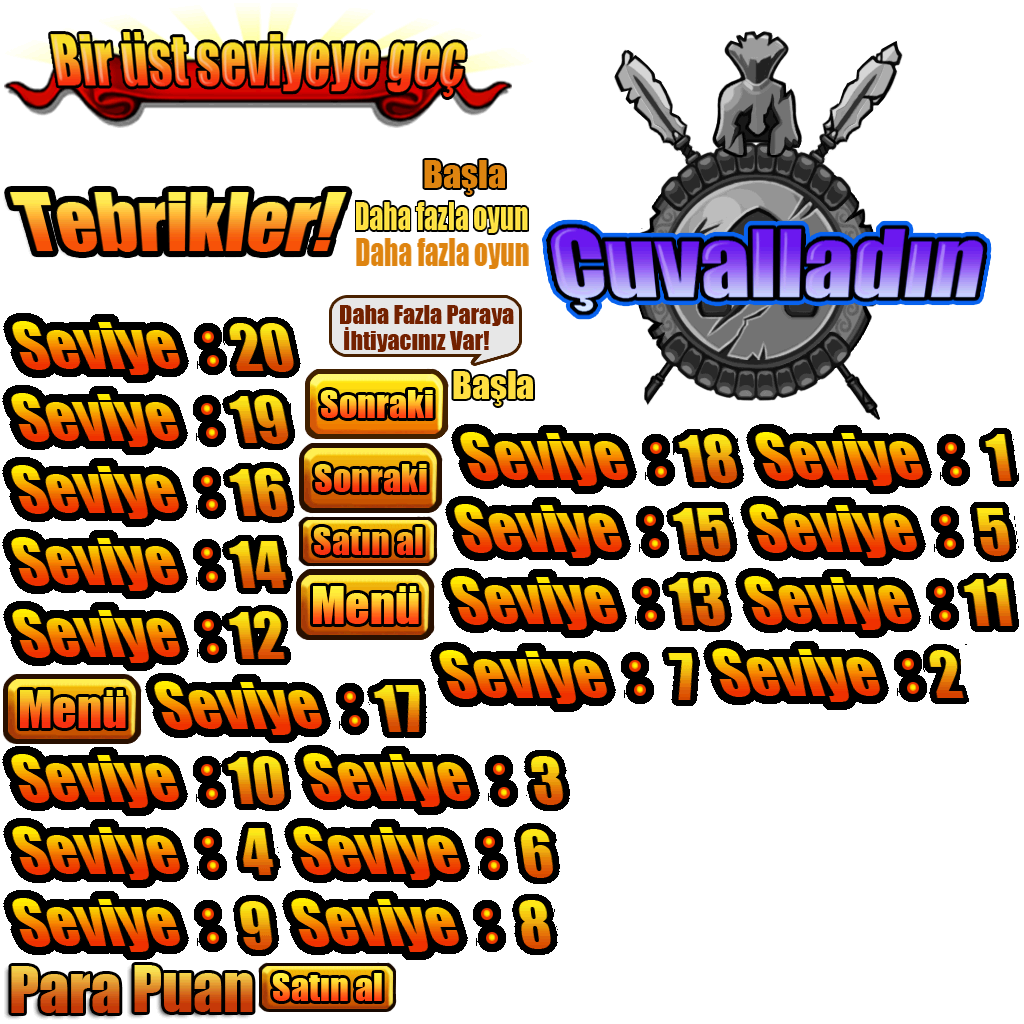 Bir üst seviyeye geç
Tebrikler!
Başla
Daha fazla oyun
Daha fazla oyun
Çuvalladın
Daha Fazla Paraya
İhtiyacınız Var!
Seviye : 20
Sonraki
Başla
Seviye : 19
Seviye : 18
Seviye : 1
Seviye : 16
Sonraki
Seviye : 15
Seviye : 5
Seviye : 14
Satın al
Seviye : 13
Seviye : 11
Menü
Seviye : 12
Seviye : 7
Seviye : 2
Menü
Seviye : 17
Seviye : 10
Seviye : 3
Seviye : 4
Seviye : 6
Seviye : 9
Seviye : 8
Para
Puan
Satın al